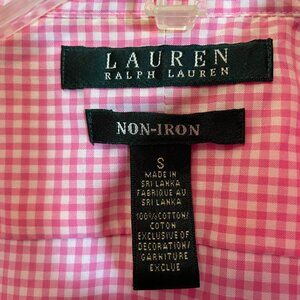 LAUREN
RALPH LAUREN
NON-IRON
S
MADE IN
SRI LANKA
FABRIQUE AU
SRI LANKA
100% COTTON/
COTON
EXCLUSIVE OF
DECORATION/
GARNITURE
EXCLUE